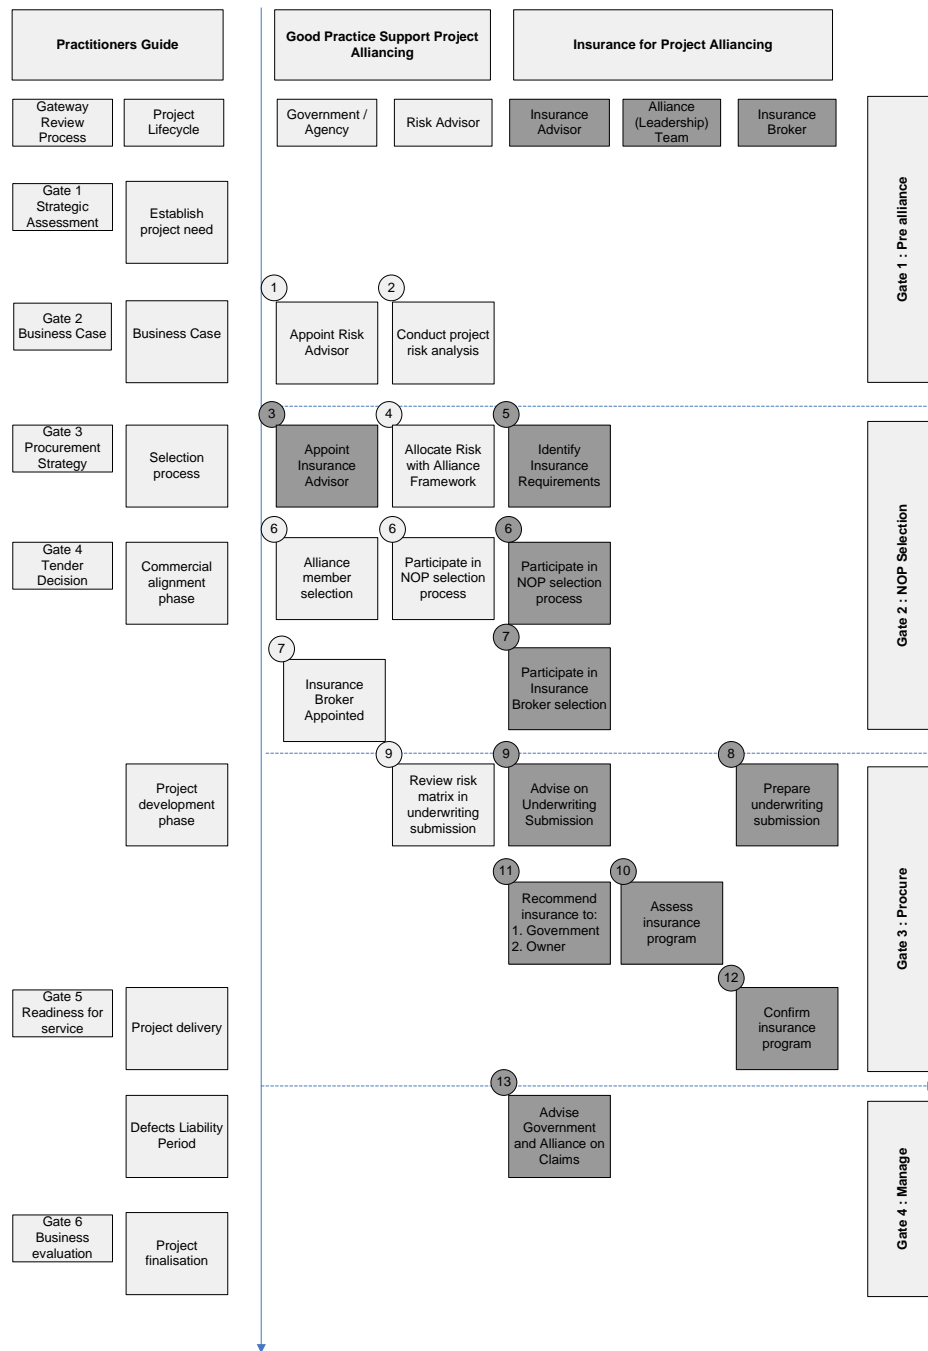 Practitioners Guide
Good Practice Support Project
Alliancing
Insurance for Project Alliancing
Gateway
Review
Process
Project
Lifecycle
Government /
Agency
Risk Advisor
Insurance
Advisor
Alliance
(Leadership)
Team
Insurance
Broker
Gate 1 : Pre alliance
Gate 1
Strategic
Assessment
Establish
project need
1
2
Gate 2
Business Case
Business Case
Appoint Risk
Advisor
Conduct project
risk analysis
3
4
5
Gate 3
Procurement
Strategy
Selection
process
Appoint
Insurance
Advisor
Allocate Risk
with Alliance
Framework
Identify
Insurance
Requirements
Gate 2 : NOP Selection
6
6
6
Gate 4
Tender
Decision
Commercial
alignment
phase
Alliance
member
selection
Participate in
NOP selection
process
Participate in
NOP selection
process
7
7
Insurance
Broker
Appointed
Participate in
Insurance
Broker selection
9
9
8
Project
development
phase
Review risk
matrix in
underwriting
submission
Advise on
Underwriting
Submission
Prepare
underwriting
submission
Gate 3 : Procure
11
10
Recommend
insurance to:
1. Government
2. Owner
Assess
insurance
program
12
Gate 5
Readiness for
service
Project delivery
Confirm
insurance
program
13
Defects Liability
Period
Advise
Government
and Alliance on
Claims
Gate 4 : Manage
Gate 6
Business
evaluation
Project
finalisation